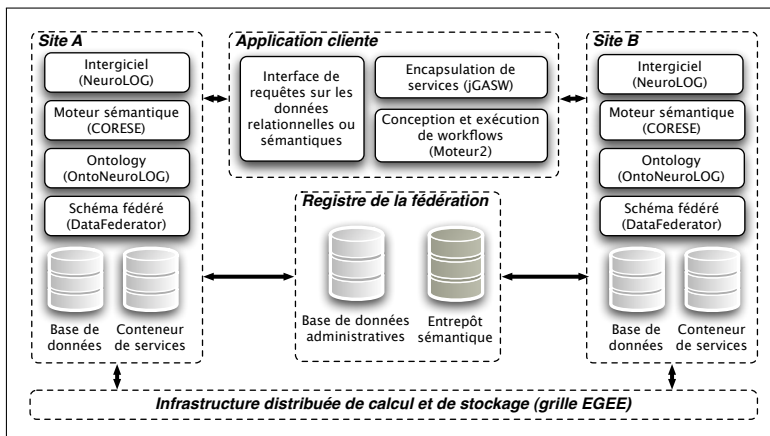 Site A
Intergiciel
(NeuroLOG)
Moteur sémantique
(CORESE)
Ontology
(OntoNeuroLOG)
Schéma fédéré
(DataFederator)
Base de
données
Conteneur
de services
Application cliente
Interface de
requêtes sur les
données
relationnelles ou
sémantiques
Encapsulation de
services (jGASW)
Conception et exécution
de workflows
(Moteur2)
Registre de la fédération
Base de données
administratives
Entrepôt
sémantique
Site B
Intergiciel
(NeuroLOG)
Moteur sémantique
(CORESE)
Ontology
(OntoNeuroLOG)
Schéma fédéré
(DataFederator)
Base de
données
Conteneur
de services
Infrastructure distribuée de calcul et de stockage (grille EGEE)